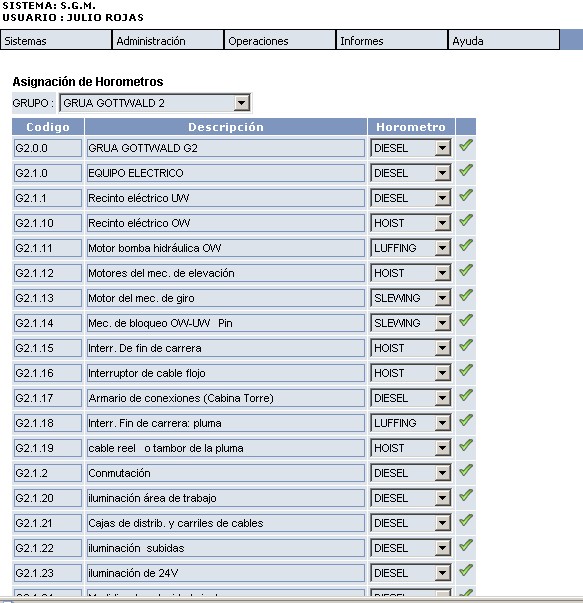 SISTEMA: S.G.M.
USUARIO : JULIO ROJAS
Sistemas Administración Operaciones Informes Ayuda
Asignación de Horometros
GRUPO : GRUA GOTTWALD 2
Codigo Descripción Horometro
G2.0.0 GRUA GOTTWALD G2 DIESEL
G2.1.0 EQUIPO ELECTRICO DIESEL
G2.1.1 Recinto eléctrico UW DIESEL
G2.1.10 Recinto eléctrico OW HOIST
G2.1.11 Motor bomba hidráulica OW LUFFING
G2.1.12 Motores del mec. de elevación HOIST
G2.1.13 Motor del mec. de giro SLEWING
G2.1.14 Mec. de bloqueo OW-UW Pin SLEWING
G2.1.15 Interr. De fin de carrera HOIST
G2.1.16 Interruptor de cable flojo HOIST
G2.1.17 Armario de conexiones (Cabina Torre) DIESEL
G2.1.18 Interr. Fin de carrera: pluma LUFFING
G2.1.19 cable reel o tambor de la pluma HOIST
G2.1.2 Conmutación DIESEL
G2.1.20 iluminación área de trabajo DIESEL
G2.1.21 Cajas de distrib. y carriles de cables DIESEL
G2.1.22 iluminación subidas DIESEL
G2.1.23 iluminación de 24V DIESEL